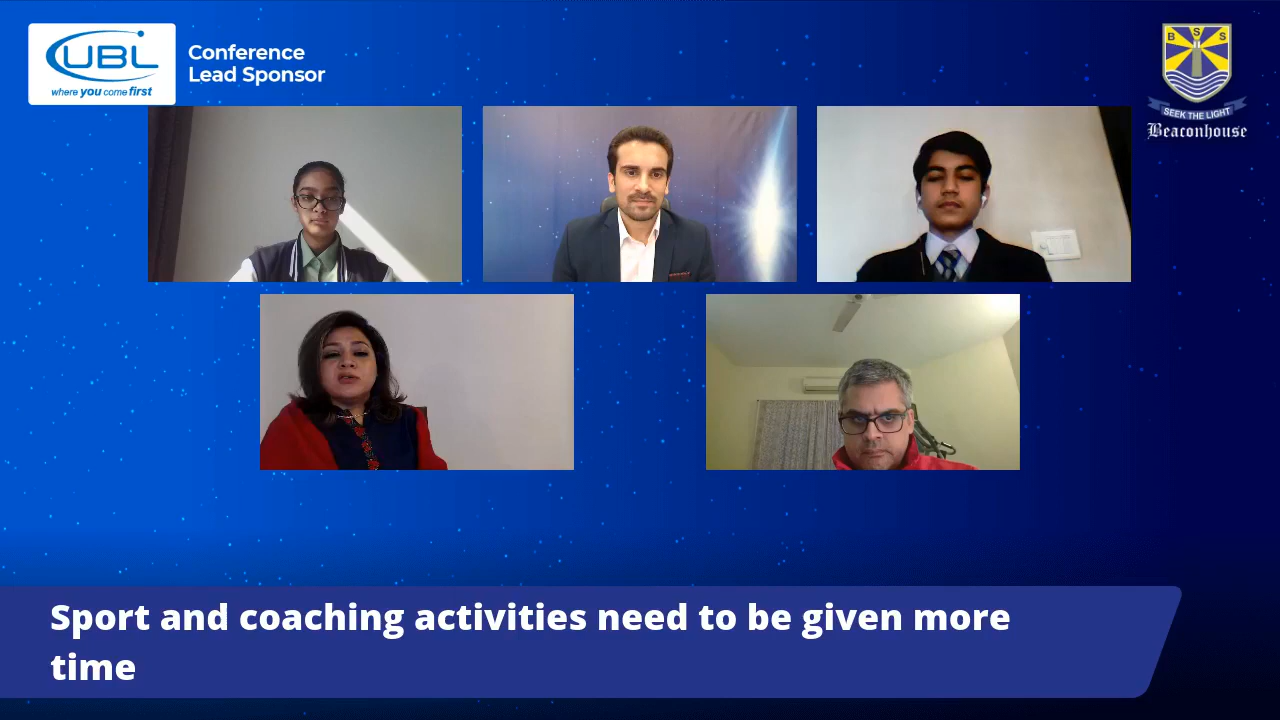 UBL
where you come first
Conference
Lead Sponsor
B S S
SEEK THE LIGHT
Beaconhouse
Sport and coaching activities need to be given more
time